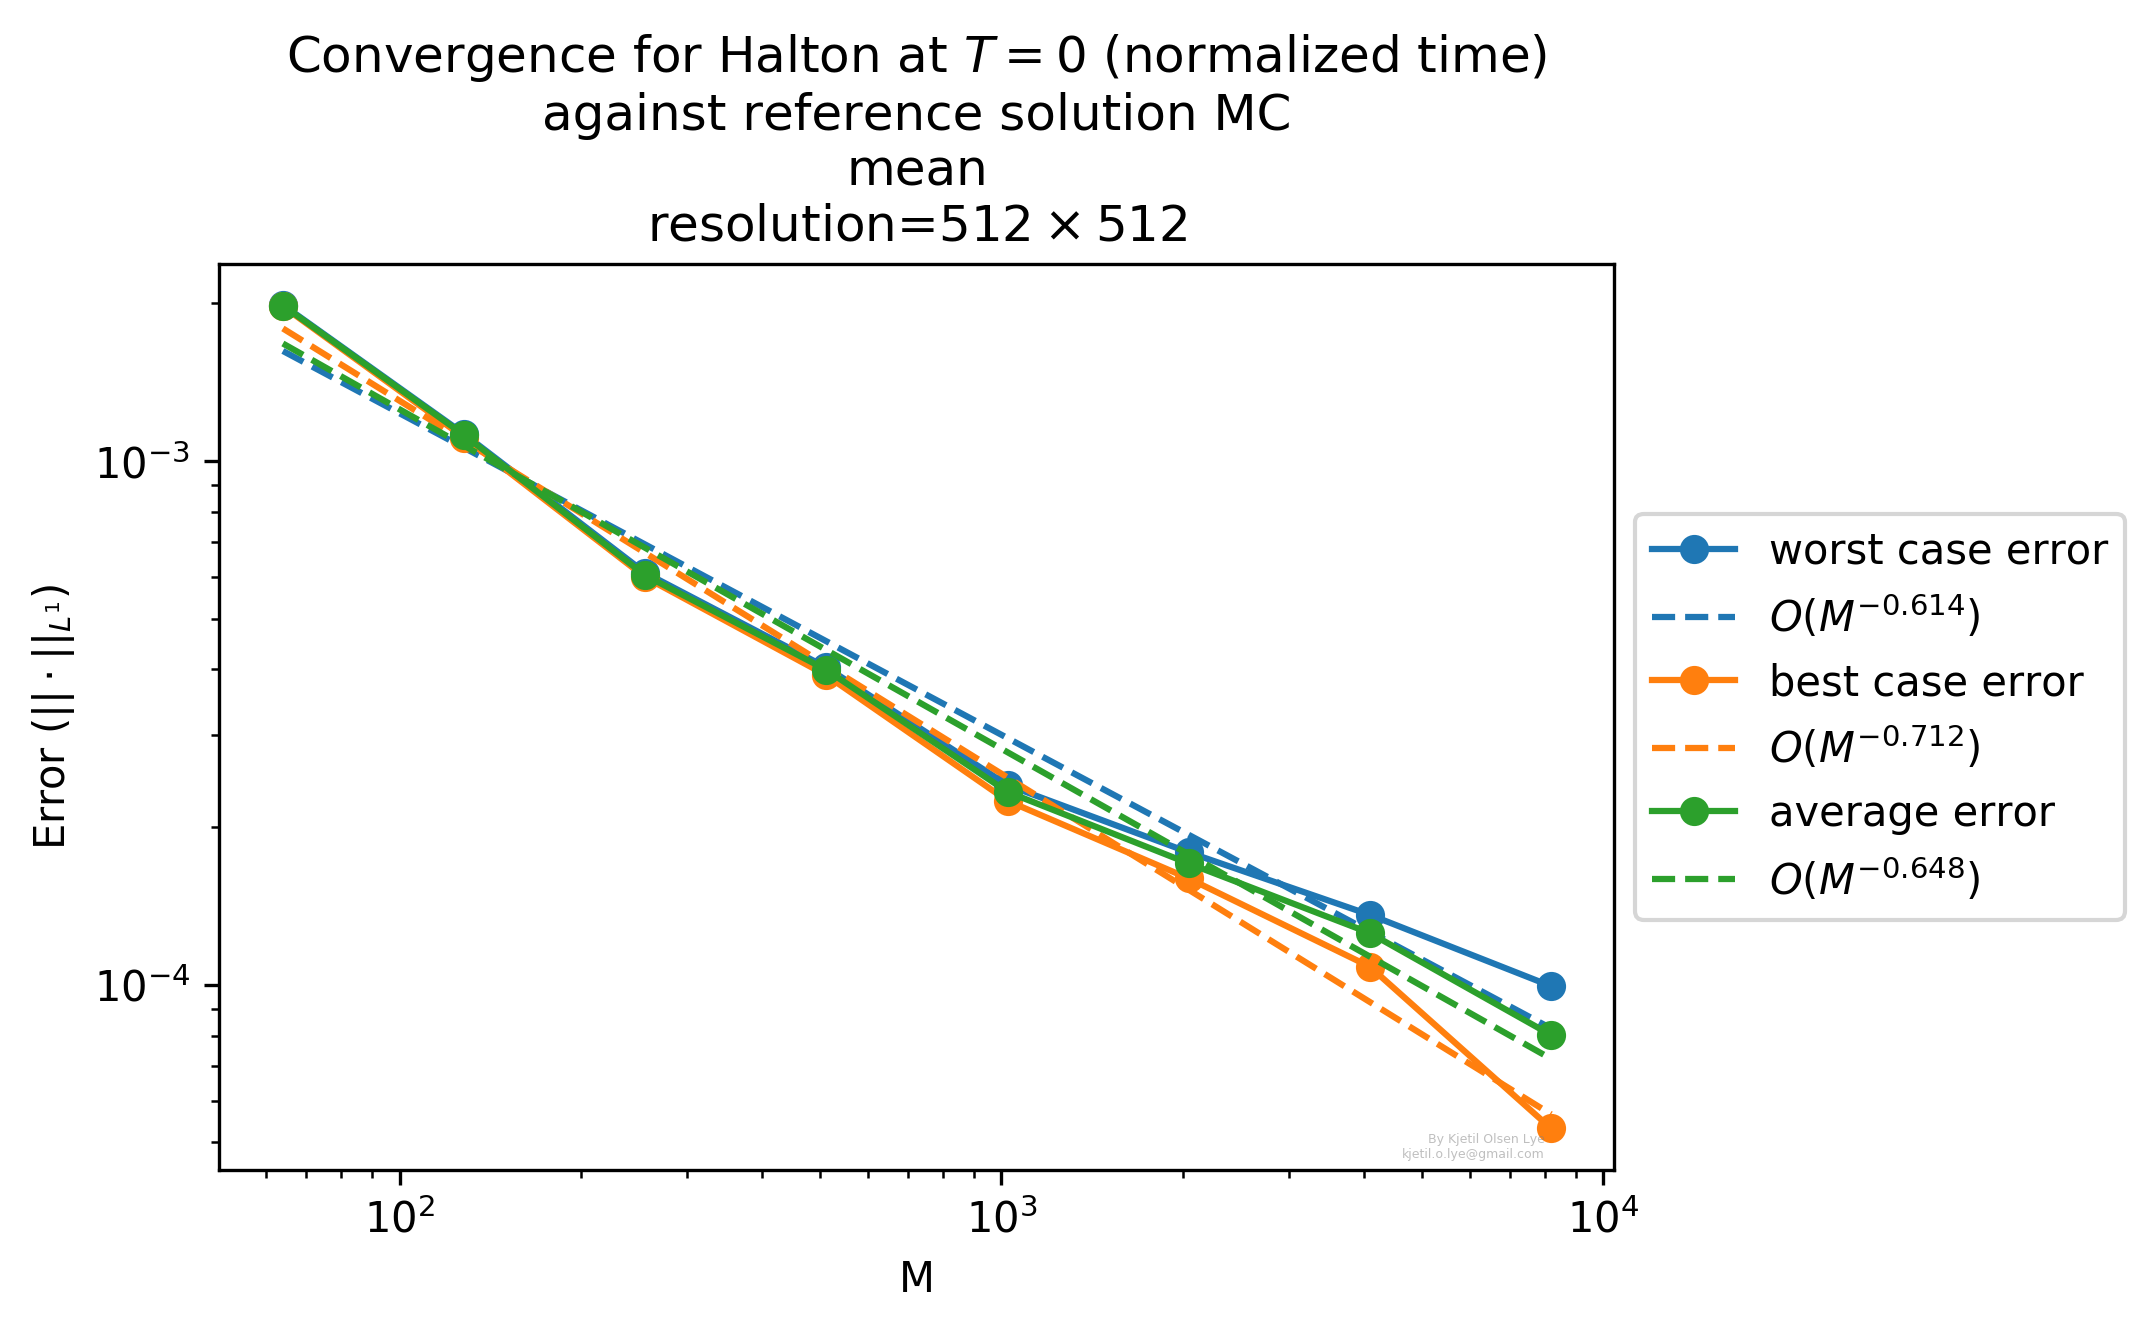 Convergence for Halton at T = 0 (normalized time)
against reference solution MC
mean
resolution=512 × 512
Error (|| · ||_{L^1})
10^{-3}
10^{-4}
10^2
10^3
10^4
M
worst case error
O(M^{-0.614})
best case error
O(M^{-0.712})
average error
O(M^{-0.648})
By Kjetil Olsen Lye
kjetil.o.lye@gmail.com